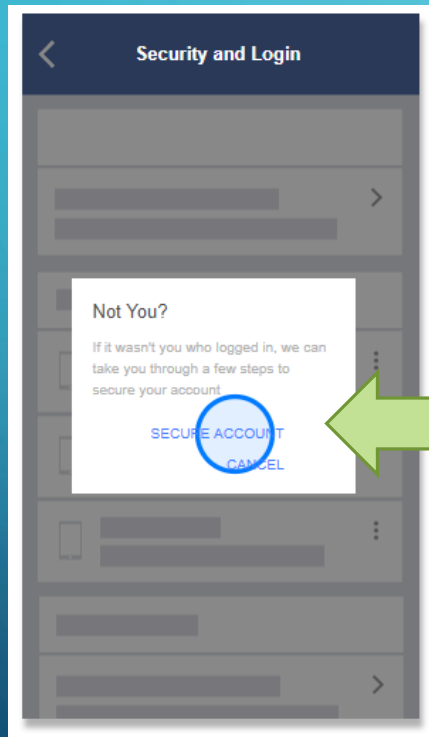 Security and Login
Not You?
If it wasn't you who logged in, we can
take you through a few steps to
secure your account
SECURE ACCOUNT
CANCEL